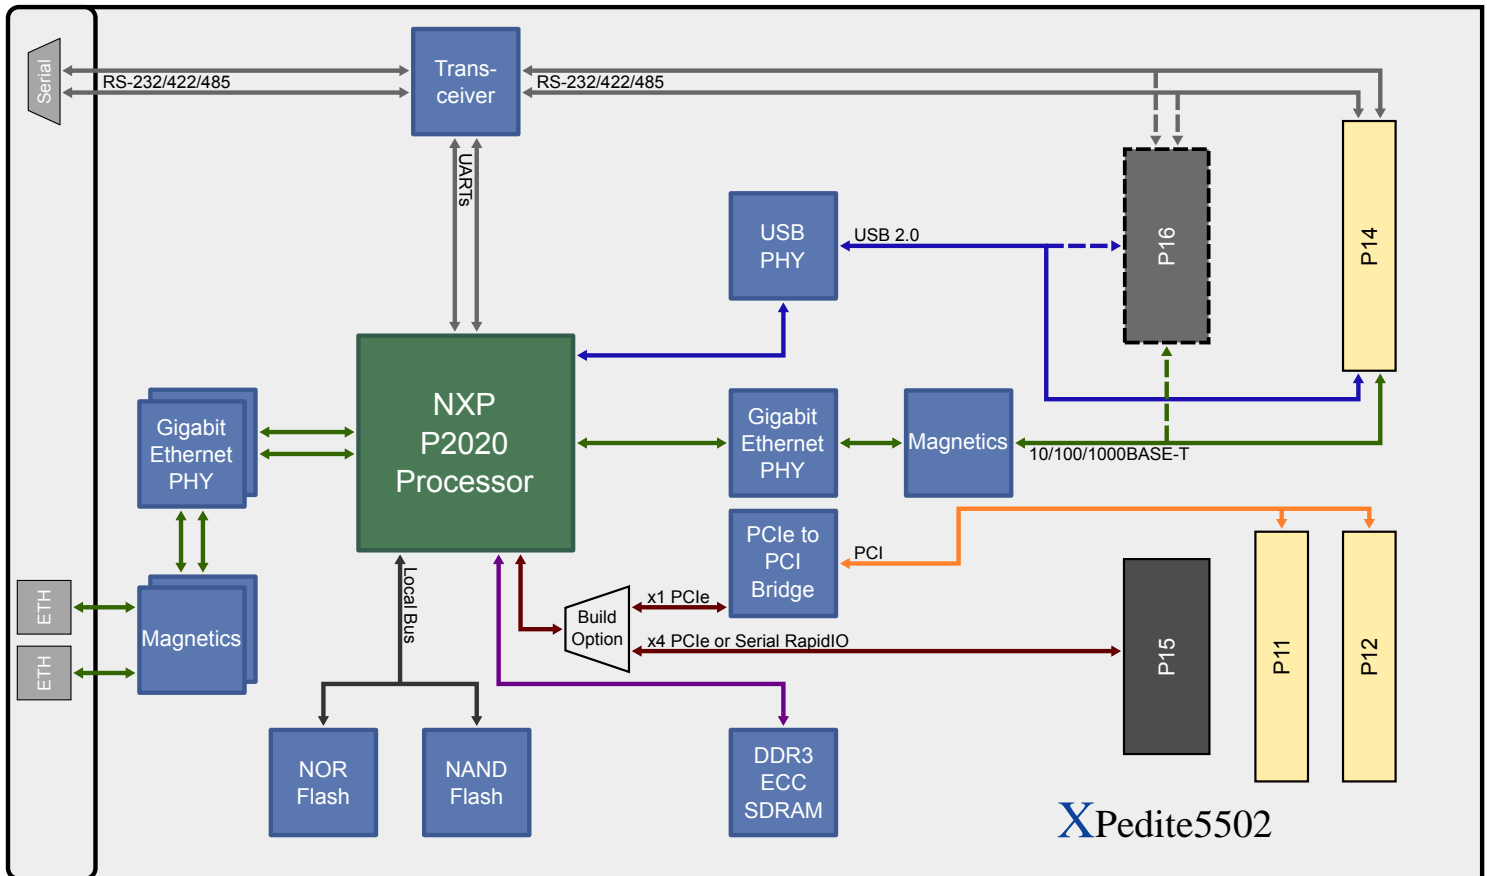 Serial
RS-232/422/485
Trans-
ceiver
RS-232/422/485
UARTs
USB
PHY
USB 2.0
P16
P14
NXP
P2020
Processor
Gigabit
Ethernet
PHY
Gigabit
Ethernet
PHY
Magnetics
10/100/1000BASE-T
PCIe to
PCI
Bridge
PCI
Local Bus
Build
Option
x1 PCIe
x4 PCIe or Serial RapidIO
P15
P11
P12
ETH
Magnetics
ETH
NOR
Flash
NAND
Flash
DDR3
ECC
SDRAM
XPedite5502